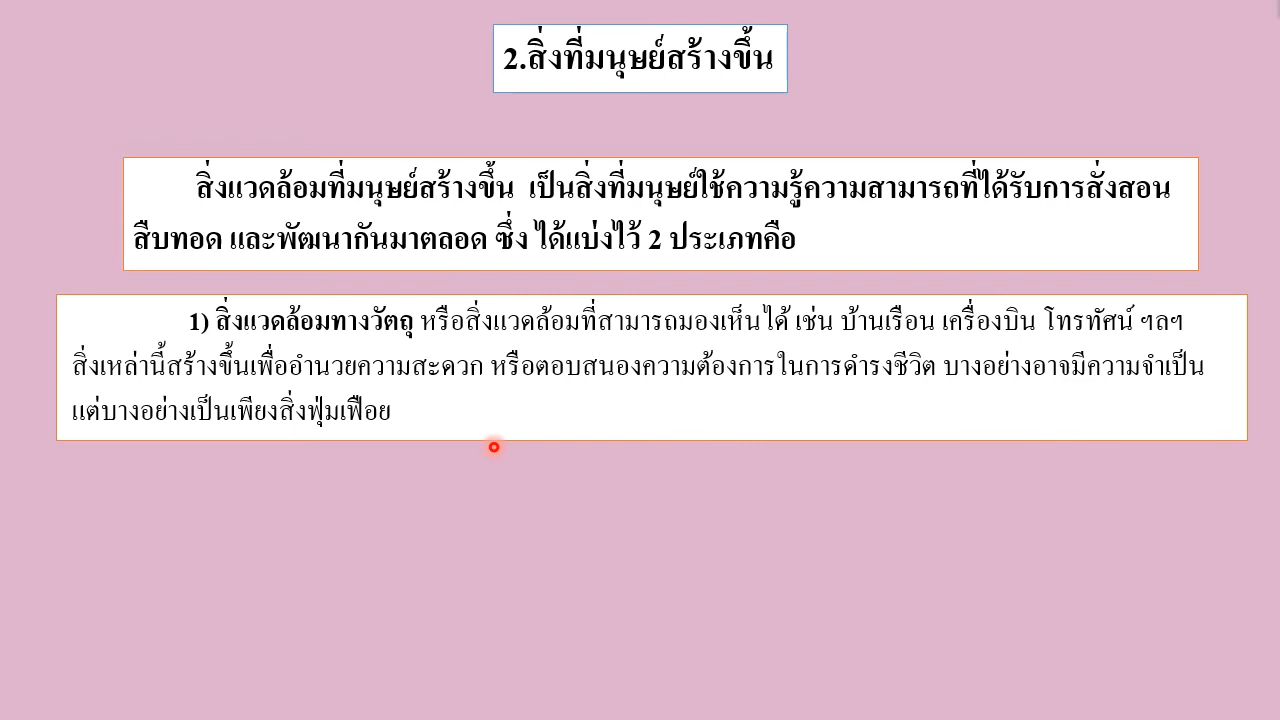 2.สิ่งที่มนุษย์สร้างขึ้น
สิ่งแวดล้อมที่มนุษย์สร้างขึ้น เป็นสิ่งที่มนุษย์ใช้ความรู้ความสามารถที่ได้รับการสั่งสอน
สืบทอด และพัฒนากันมาตลอด ซึ่ง ได้แบ่งไว้ 2 ประเภทคือ
1) สิ่งแวดล้อมทางวัตถุ หรือสิ่งแวดล้อมที่สามารถมองเห็นได้ เช่น บ้านเรือน เครื่องบิน โทรทัศน์ ฯลฯ
สิ่งเหล่านี้สร้างขึ้นเพื่ออำนวยความสะดวก หรือตอบสนองความต้องการในการดำรงชีวิต บางอย่างอาจมีความจำเป็น
แต่บางอย่างเป็นเพียงสิ่งฟุ่มเฟือย